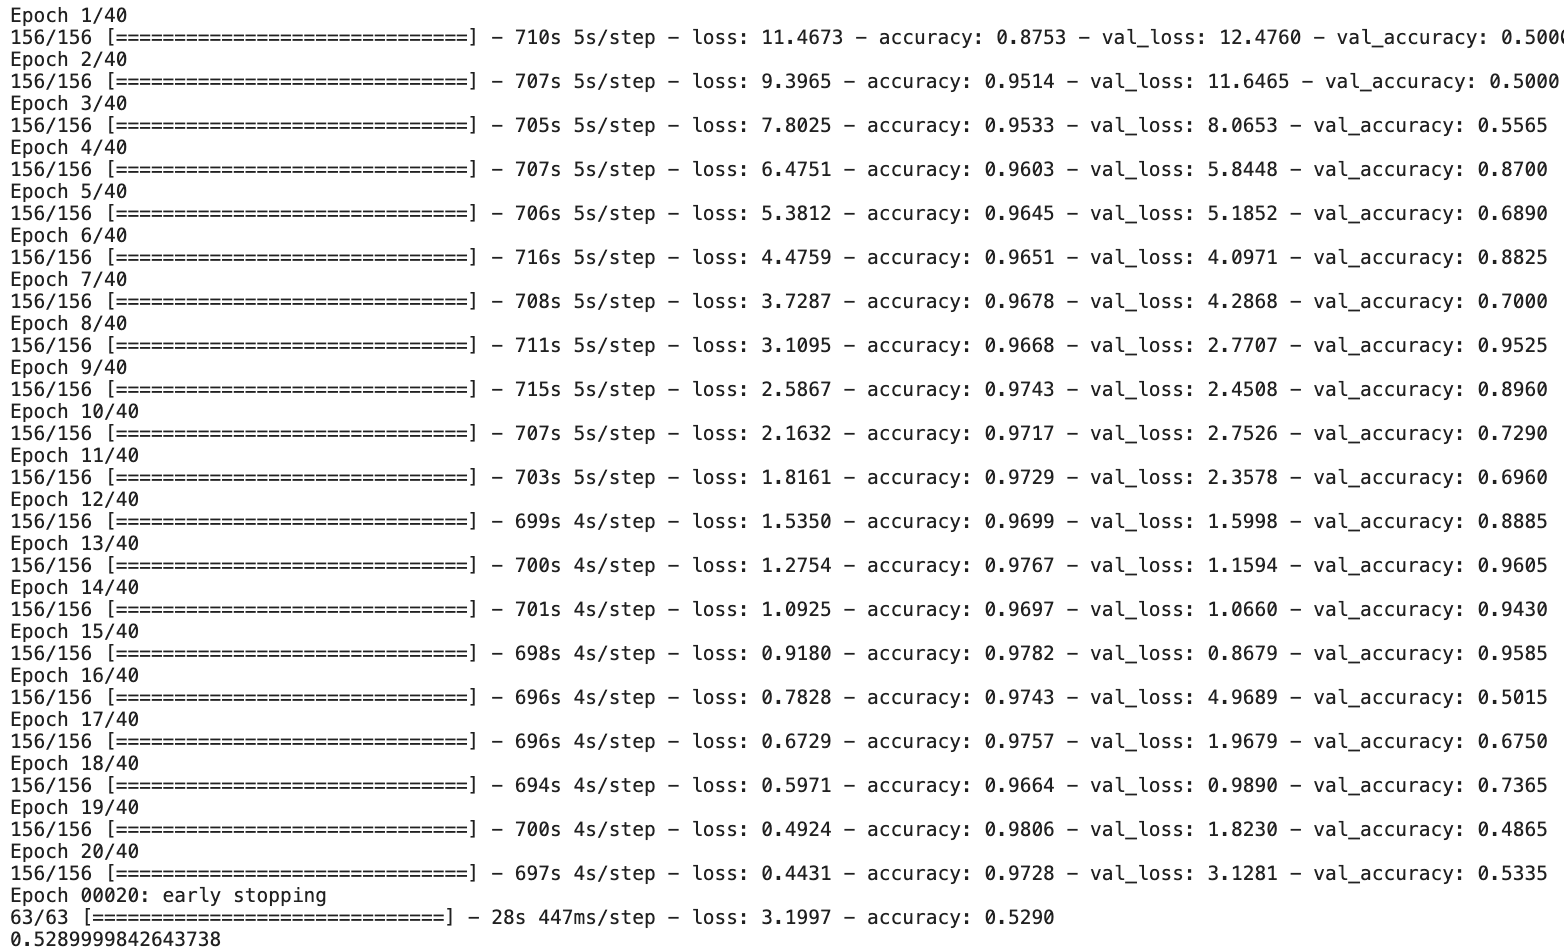 Epoch 1/40
156/156 [==============================] - 710s 5s/step - loss: 11.4673 - accuracy: 0.8753 - val_loss: 12.4760 - val_accuracy: 0.500
Epoch 2/40
156/156 [==============================] - 707s 5s/step - loss: 9.3965 - accuracy: 0.9514 - val_loss: 11.6465 - val_accuracy: 0.5000
Epoch 3/40
156/156 [==============================] - 705s 5s/step - loss: 7.8025 - accuracy: 0.9533 - val_loss: 8.0653 - val_accuracy: 0.5565
Epoch 4/40
156/156 [==============================] - 707s 5s/step - loss: 6.4751 - accuracy: 0.9603 - val_loss: 5.8448 - val_accuracy: 0.8700
Epoch 5/40
156/156 [==============================] - 706s 5s/step - loss: 5.3812 - accuracy: 0.9645 - val_loss: 5.1852 - val_accuracy: 0.6890
Epoch 6/40
156/156 [==============================] - 716s 5s/step - loss: 4.4759 - accuracy: 0.9651 - val_loss: 4.0971 - val_accuracy: 0.8825
Epoch 7/40
156/156 [==============================] - 708s 5s/step - loss: 3.7287 - accuracy: 0.9678 - val_loss: 4.2868 - val_accuracy: 0.7000
Epoch 8/40
156/156 [==============================] - 711s 5s/step - loss: 3.1095 - accuracy: 0.9668 - val_loss: 2.7707 - val_accuracy: 0.9525
Epoch 9/40
156/156 [==============================] - 715s 5s/step - loss: 2.5867 - accuracy: 0.9743 - val_loss: 2.4508 - val_accuracy: 0.8960
Epoch 10/40
156/156 [==============================] - 707s 5s/step - loss: 2.1632 - accuracy: 0.9717 - val_loss: 2.7526 - val_accuracy: 0.7290
Epoch 11/40
156/156 [==============================] - 703s 5s/step - loss: 1.8161 - accuracy: 0.9729 - val_loss: 2.3578 - val_accuracy: 0.6960
Epoch 12/40
156/156 [==============================] - 699s 4s/step - loss: 1.5350 - accuracy: 0.9699 - val_loss: 1.5998 - val_accuracy: 0.8885
Epoch 13/40
156/156 [==============================] - 700s 4s/step - loss: 1.2754 - accuracy: 0.9767 - val_loss: 1.1594 - val_accuracy: 0.9605
Epoch 14/40
156/156 [==============================] - 701s 4s/step - loss: 1.0925 - accuracy: 0.9697 - val_loss: 1.0660 - val_accuracy: 0.9430
Epoch 15/40
156/156 [==============================] - 698s 4s/step - loss: 0.9180 - accuracy: 0.9782 - val_loss: 0.8679 - val_accuracy: 0.9585
Epoch 16/40
156/156 [==============================] - 696s 4s/step - loss: 0.7828 - accuracy: 0.9743 - val_loss: 4.9689 - val_accuracy: 0.5015
Epoch 17/40
156/156 [==============================] - 696s 4s/step - loss: 0.6729 - accuracy: 0.9757 - val_loss: 1.9679 - val_accuracy: 0.6750
Epoch 18/40
156/156 [==============================] - 694s 4s/step - loss: 0.5971 - accuracy: 0.9664 - val_loss: 0.9890 - val_accuracy: 0.7365
Epoch 19/40
156/156 [==============================] - 700s 4s/step - loss: 0.4924 - accuracy: 0.9806 - val_loss: 1.8230 - val_accuracy: 0.4865
Epoch 20/40
156/156 [==============================] - 697s 4s/step - loss: 0.4431 - accuracy: 0.9728 - val_loss: 3.1281 - val_accuracy: 0.5335
Epoch 00020: early stopping
63/63 [==============================] - 28s 447ms/step - loss: 3.1997 - accuracy: 0.5290
0.5289999842643738